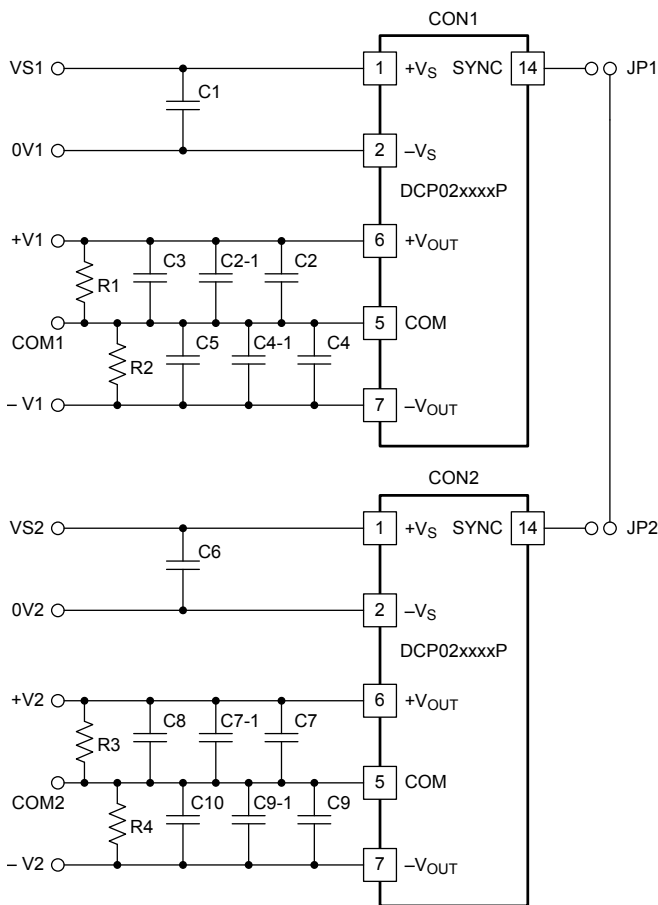 CON1
VS1
1
+VS
SYNC
14
JP1
C1
0V1
2
–VS
DCP02xxxxP
+V1
6
+VOUT
R1
C3
C2-1
C2
COM1
5
COM
R2
C5
C4-1
C4
– V1
7
–VOUT
CON2
VS2
1
+VS
SYNC
14
JP2
C6
0V2
2
–VS
DCP02xxxxP
+V2
6
+VOUT
R3
C8
C7-1
C7
COM2
5
COM
R4
C10
C9-1
C9
– V2
7
–VOUT